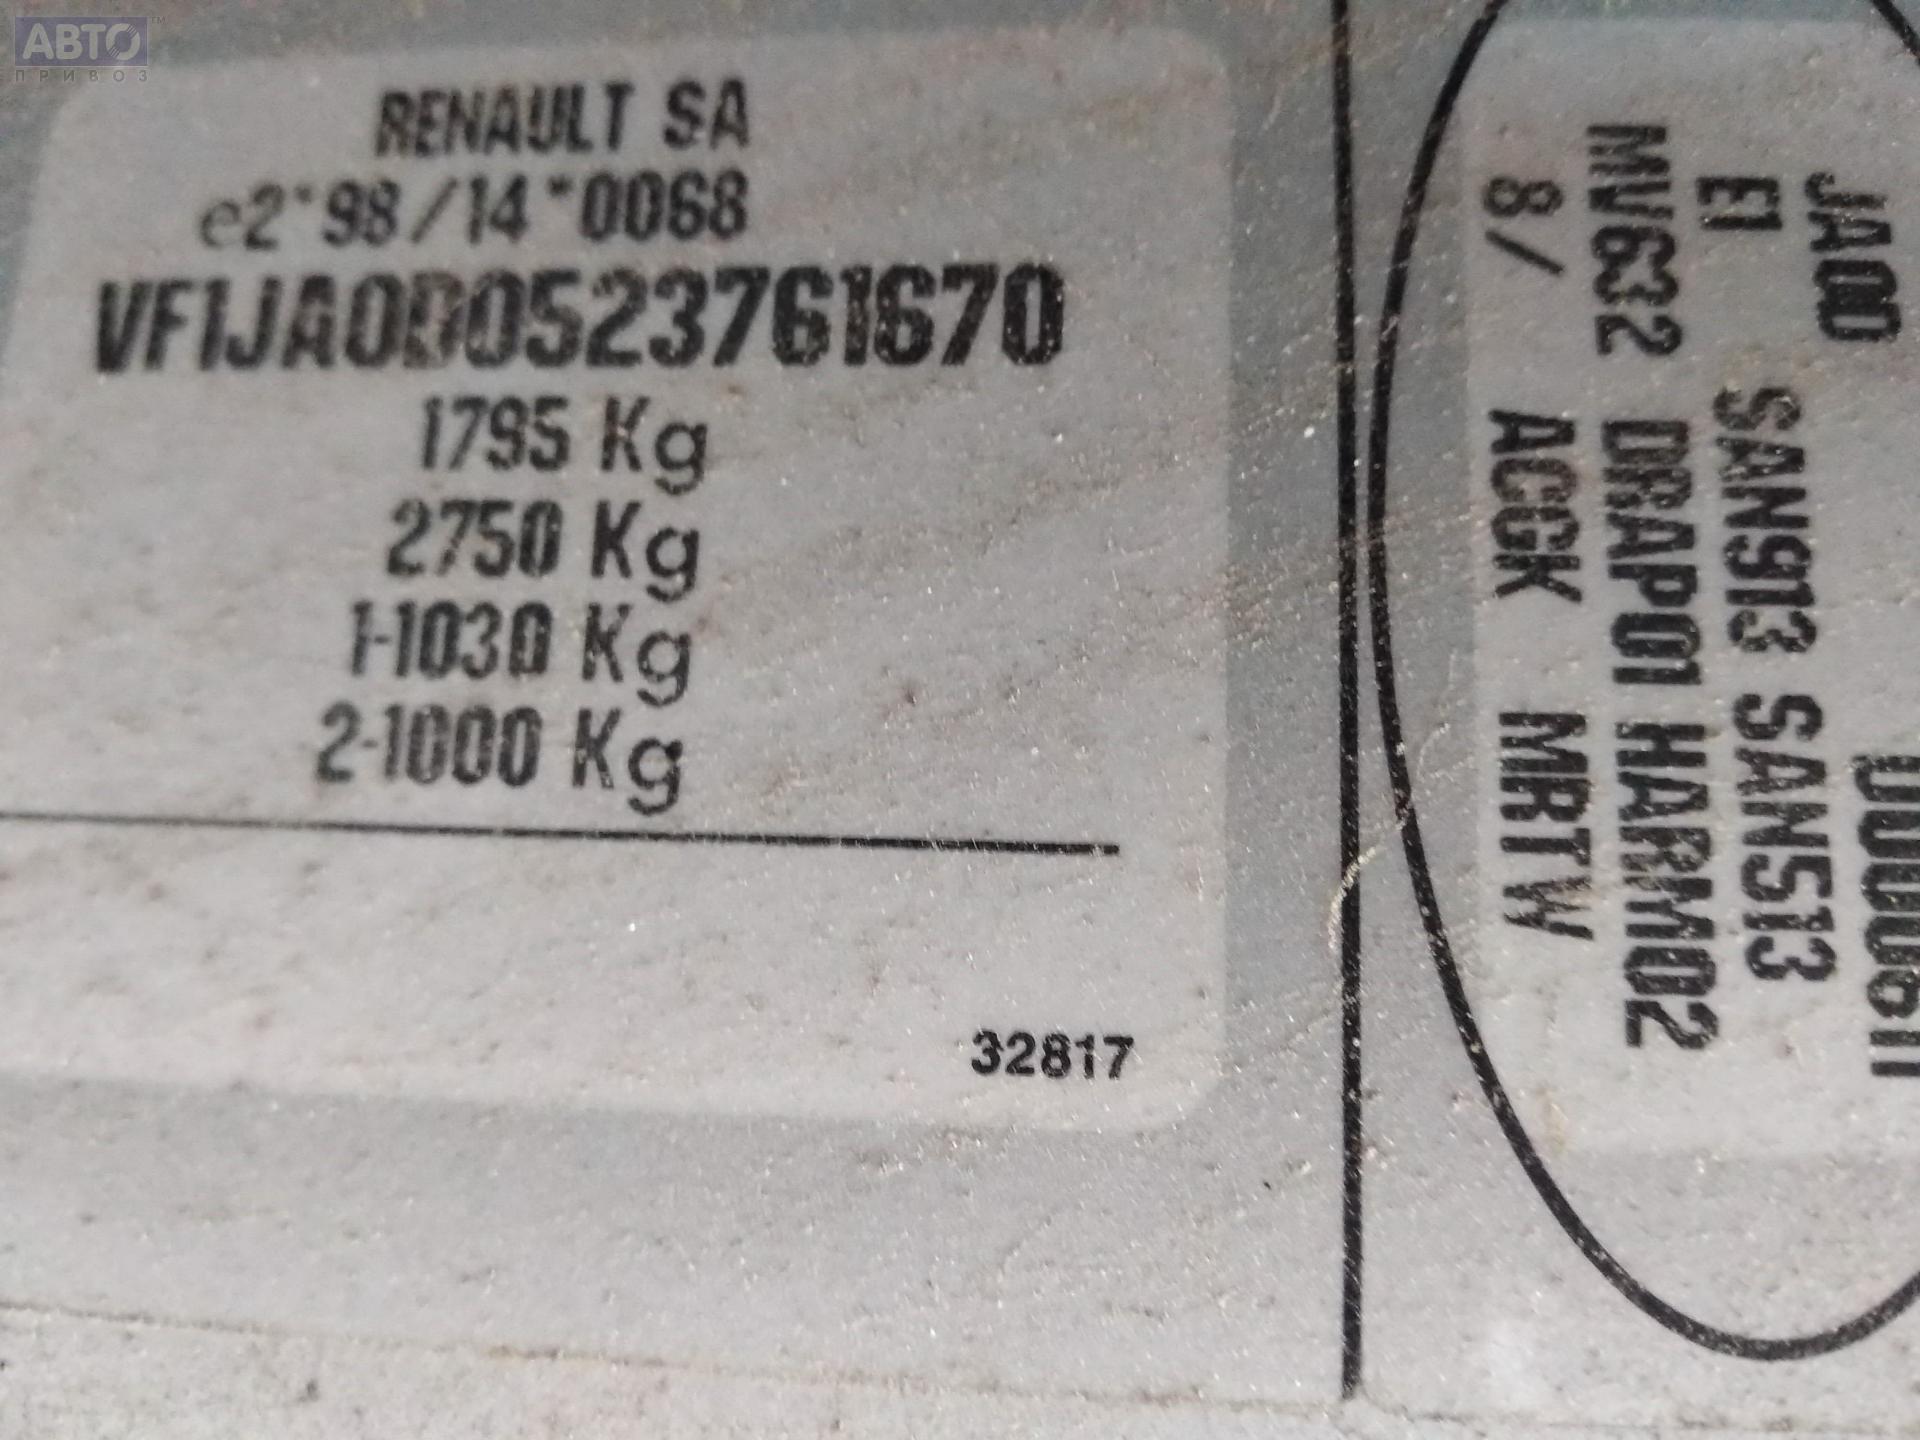 АВТО
ПРИВОЗ
RENAULT SA
e2*98/14*0068
VF1JA0D0523761670
1795 Kg
2750 Kg
1-1030 Kg
2-1000 Kg
32817
JA00
E1 SAN913 SAN513
MV632 DRAP01 HARM02
8/ ACGK MRTW